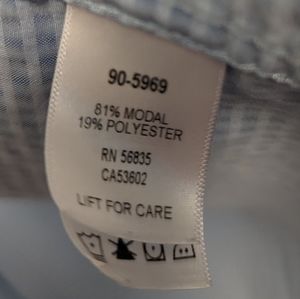 90-5969
81% MODAL
19% POLYESTER
RN 56835
CA53602
LIFT FOR CARE